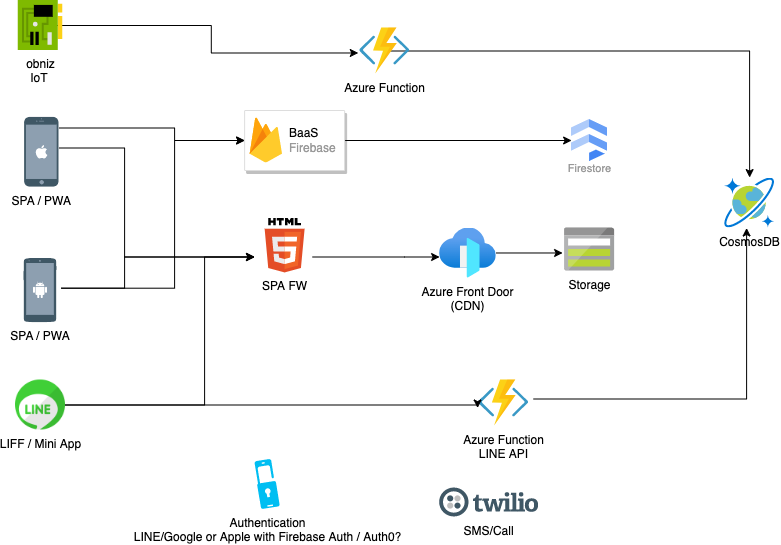 obniz
IoT
Azure Function
SPA / PWA
BaaS
Firebase
Firestore
CosmosDB
HTML
5
SPA FW
Azure Front Door
(CDN)
Storage
SPA / PWA
LINE
LIFF / Mini App
Azure Function
LINE API
Authentication
LINE/Google or Apple with Firebase Auth / Auth0?
twilio
SMS/Call